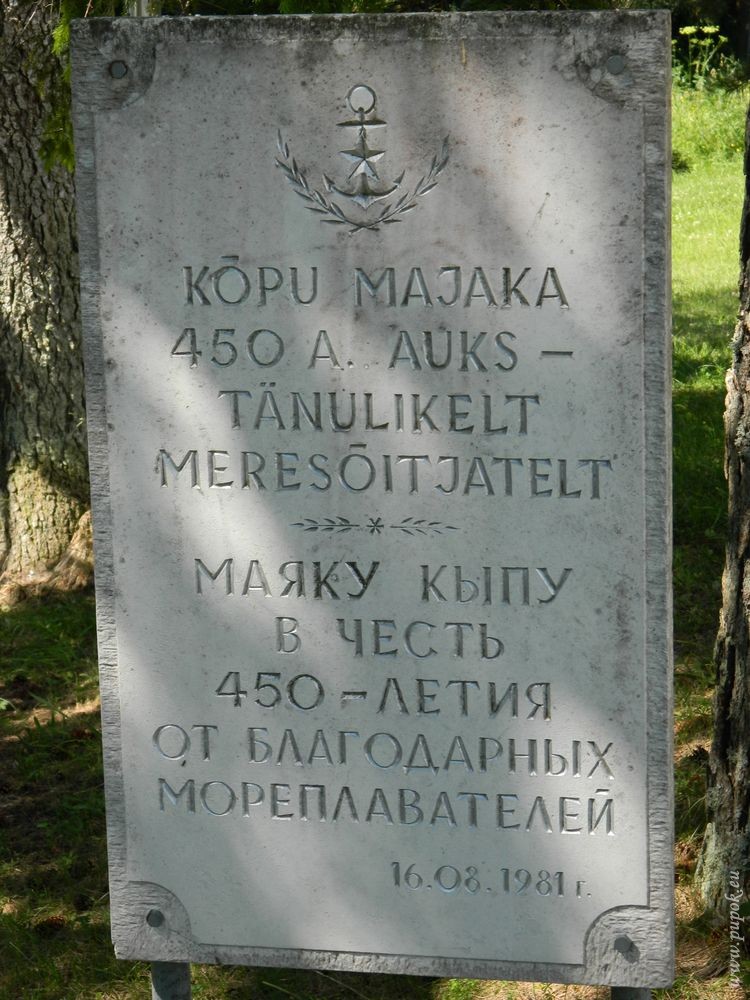 KÕPU MAJAKA
450 A. AUKS –
TÄNULIKELT
MERESÕITJATELT
МАЯКУ КЫПУ
В ЧЕСТЬ
450-ЛЕТИЯ
ОТ БЛАГОДАРНЫХ
МОРЕПЛАВАТЕЛЕЙ
16.08.1981 г.
www.pupok.eu